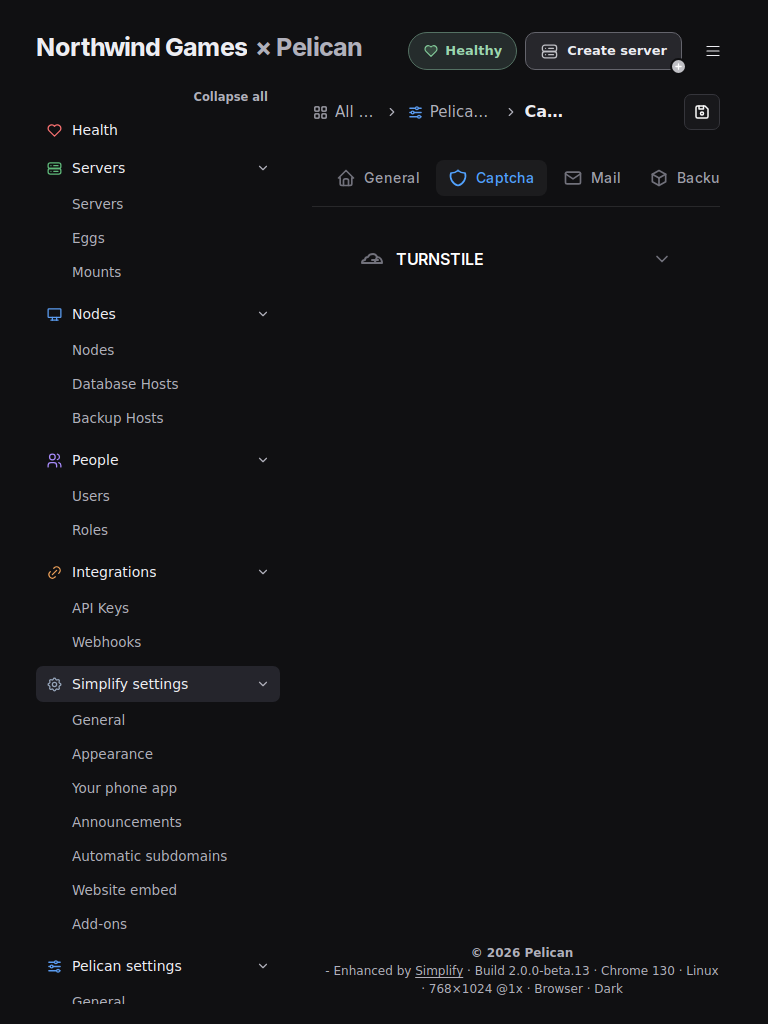 Northwind Games × Pelican
Healthy
Create server
Collapse all
Health
Servers
Servers
Eggs
Mounts
Nodes
Nodes
Database Hosts
Backup Hosts
People
Users
Roles
Integrations
API Keys
Webhooks
Simplify settings
General
Appearance
Your phone app
Announcements
Automatic subdomains
Website embed
Add-ons
Pelican settings
General
All ...
Pelica...
Ca...
General
Captcha
Mail
Backu
TURNSTILE
© 2026 Pelican
- Enhanced by Simplify · Build 2.0.0-beta.13 · Chrome 130 · Linux
· 768×1024 @1x · Browser · Dark